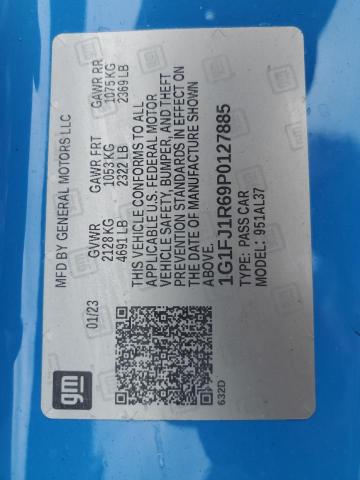 MFD BY GENERAL MOTORS LLC
GVWR GAWR FRT GAWR RR
2128 KG 1053 KG 1075 KG
4691 LB 2322 LB 2369 LB
THIS VEHICLE CONFORMS TO ALL
APPLICABLE U.S. FEDERAL MOTOR
VEHICLE SAFETY, BUMPER, AND THEFT
PREVENTION STANDARDS IN EFFECT ON
THE DATE OF MANUFACTURE SHOWN
ABOVE.
1G1FJ1R69P0127885
TYPE: PASS CAR
MODEL: 951AL37
01/23
gm
632D